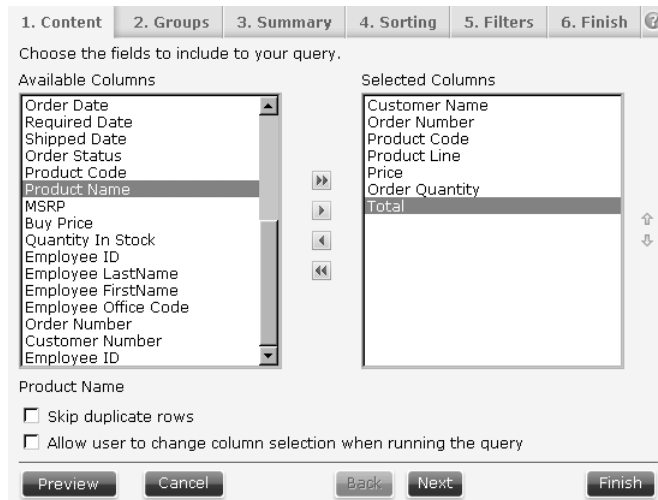 1. Content 2. Groups 3. Summary 4. Sorting 5. Filters 6. Finish ?
Choose the fields to include to your query.
Available Columns
Order Date
Required Date
Shipped Date
Order Status
Product Code
Product Name
MSRP
Buy Price
Quantity In Stock
Employee ID
Employee LastName
Employee FirstName
Employee Office Code
Order Number
Customer Number
Employee ID
Selected Columns
Customer Name
Order Number
Product Code
Product Line
Price
Order Quantity
Total
Product Name
Skip duplicate rows
Allow user to change column selection when running the query
Preview Cancel Back Next Finish